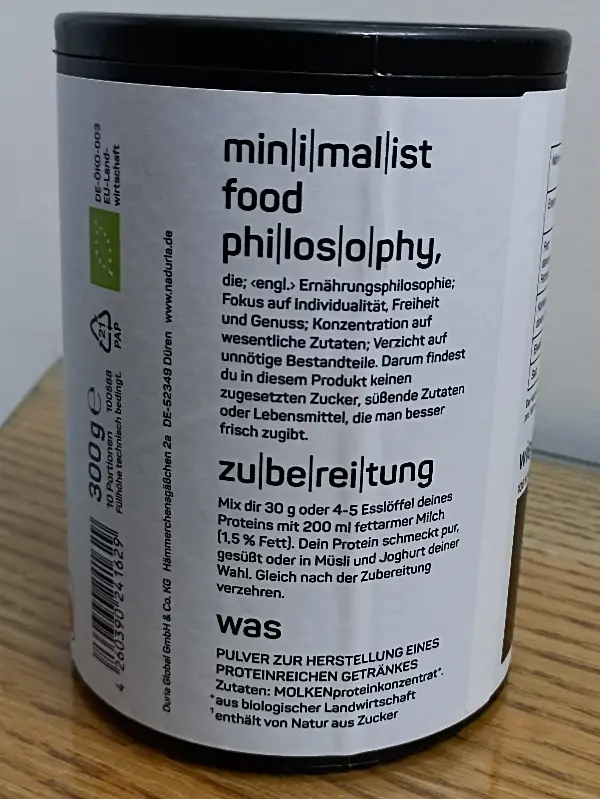 min|i|mal|ist
food
phi|los|o|phy,
die; ‹engl.› Ernährungsphilosophie;
Fokus auf Individualität, Freiheit
und Genuss; Konzentration auf
wesentliche Zutaten; Verzicht auf
unnötige Bestandteile. Darum findest
du in diesem Produkt keinen
zugesetzten Zucker, süßende Zutaten
oder Lebensmittel, die man besser
frisch zugibt.
zu|be|rei|tung
Mix dir 30 g oder 4-5 Esslöffel deines
Proteins mit 200 ml fettarmer Milch
(1,5 % Fett). Dein Protein schmeckt pur,
gesüßt oder in Müsli und Joghurt deiner
Wahl. Gleich nach der Zubereitung
verzehren.
was
PULVER ZUR HERSTELLUNG EINES
PROTEINREICHEN GETRÄNKES
Zutaten: MOLKENproteinkonzentrat*.
*aus biologischer Landwirtschaft
¹enthält von Natur aus Zucker
DE-ÖKO-003
EU-Land-
wirtschaft
21
PAP
300g e
10 Portionen 100588
Füllhöhe technisch bedingt.
4 260390 241629
Duria Global GmbH & Co. KG Hämmerchensgäßchen 2a DE-52349 Düren www.naduria.de